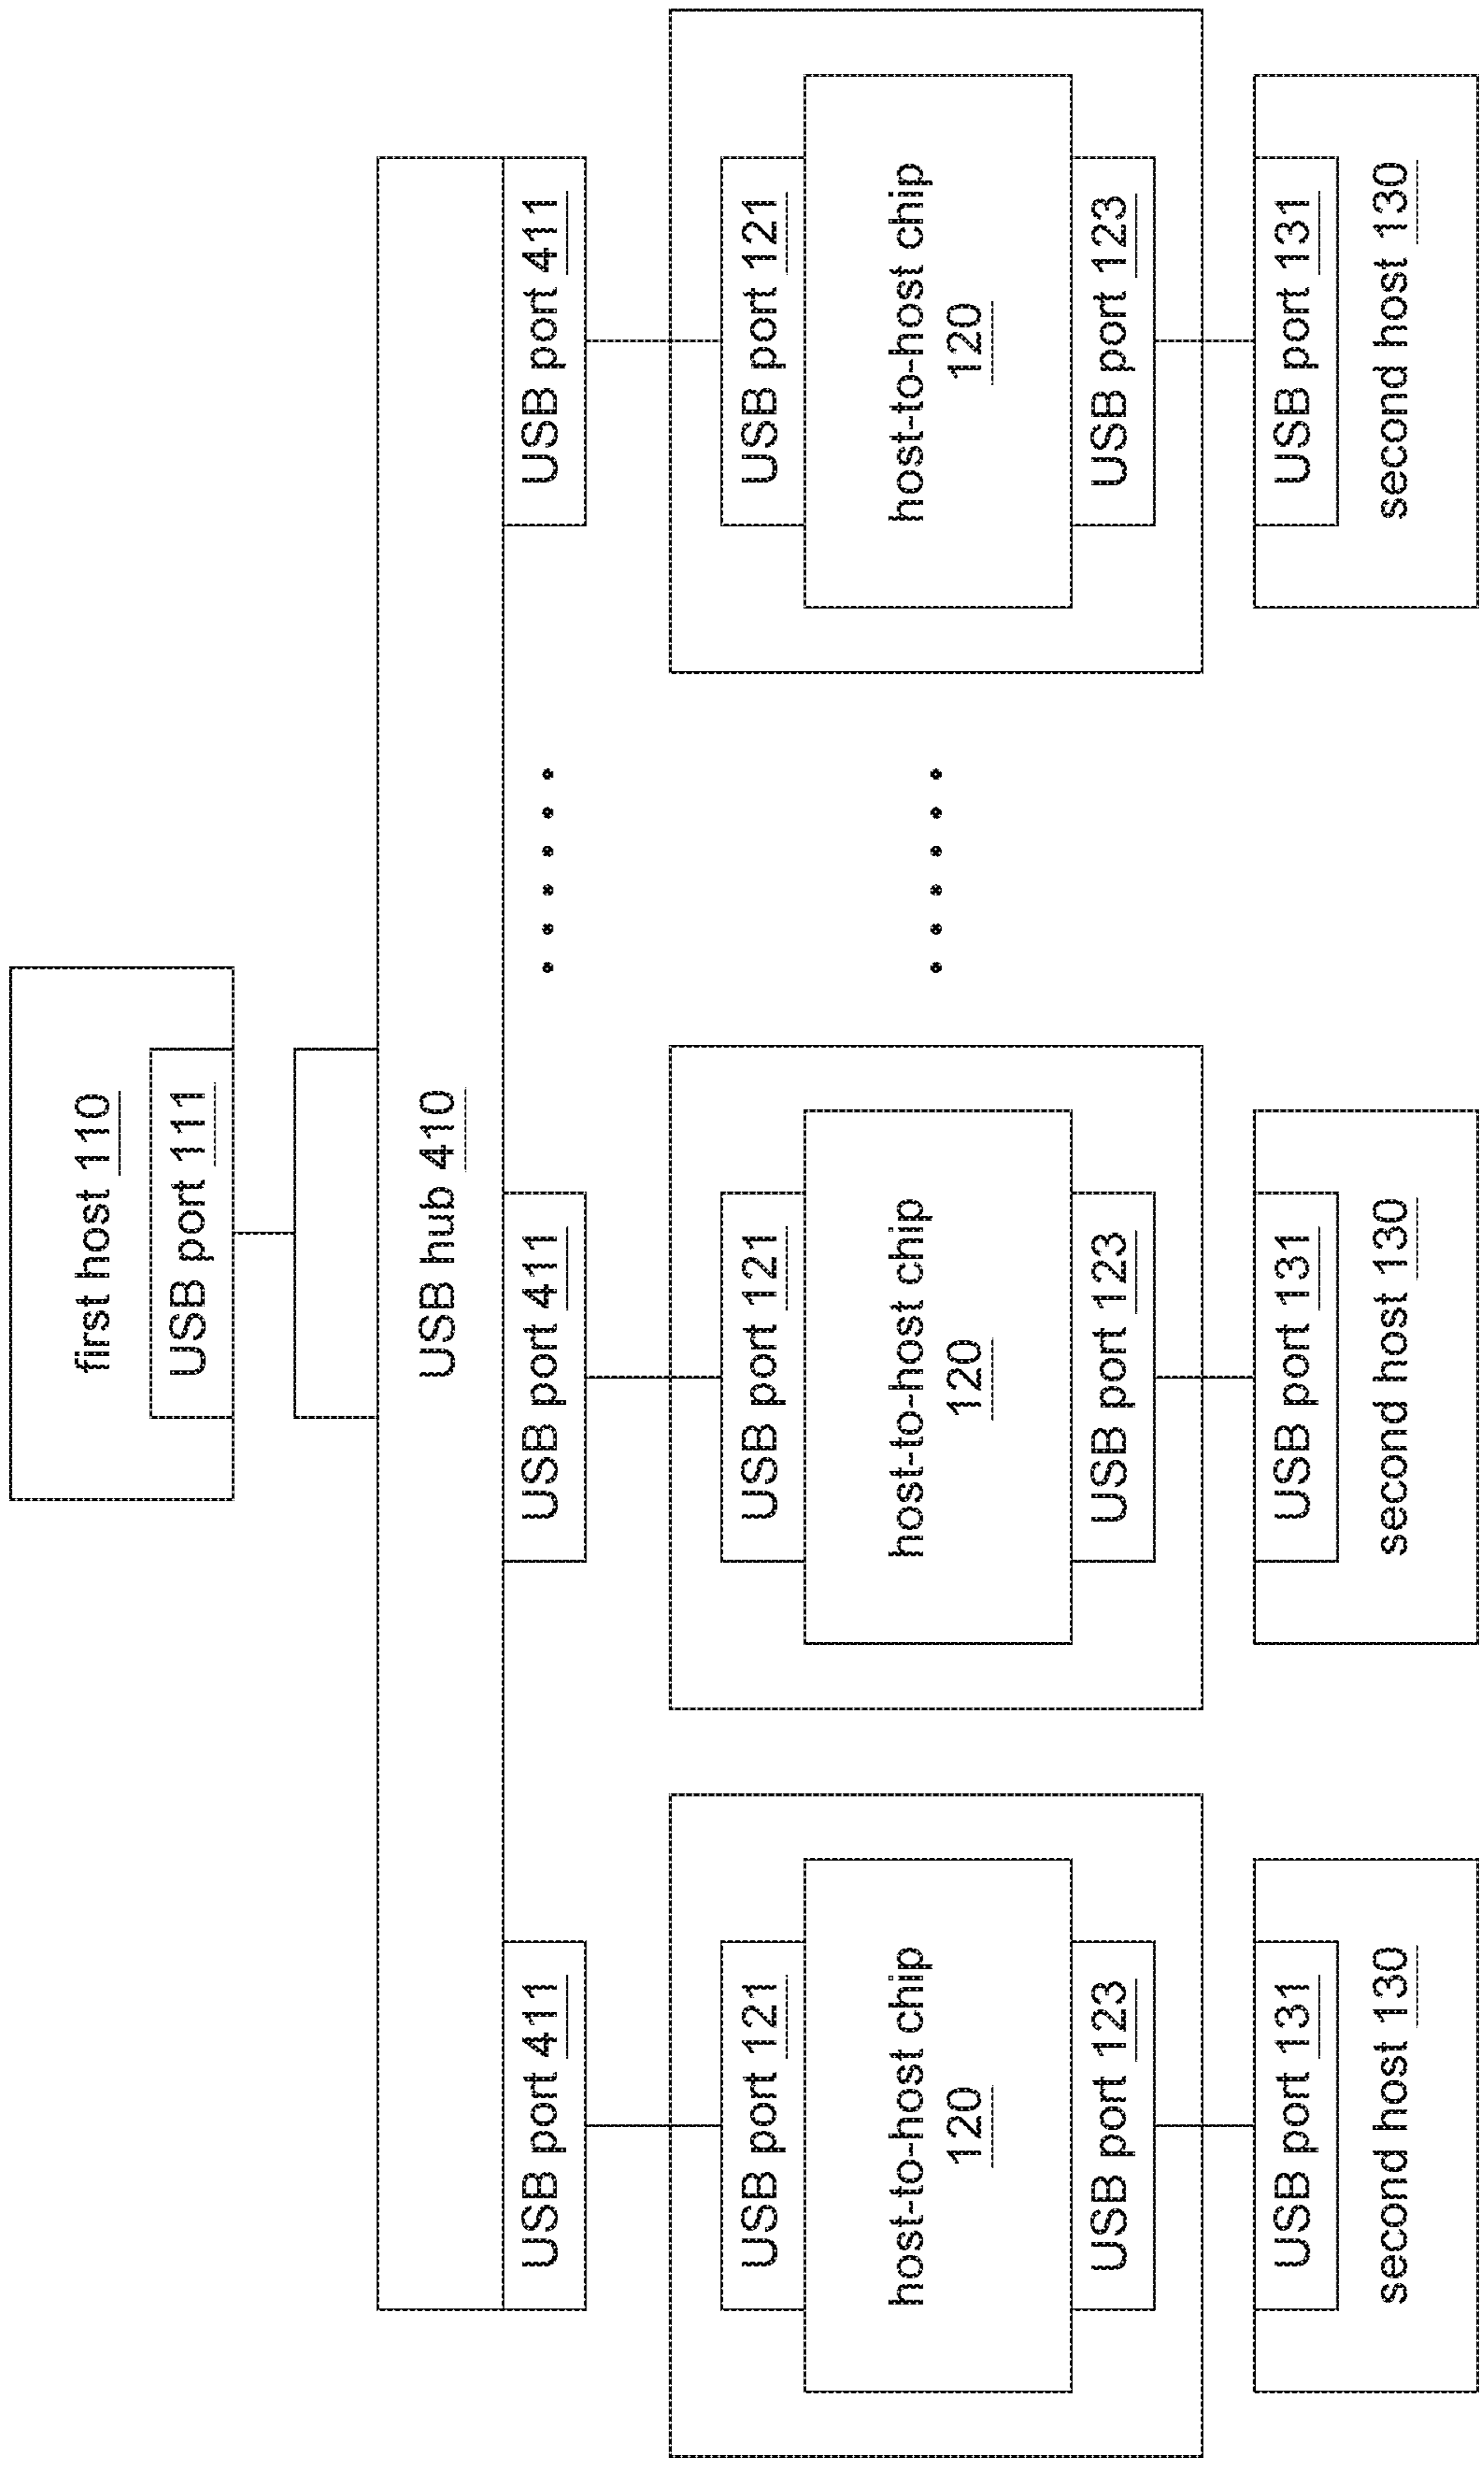 first host 110
USB port 111
USB hub 410
USB port 411
USB port 411
USB port 411
USB port 121
USB port 121
USB port 121
host-to-host chip
120
host-to-host chip
120
host-to-host chip
120
USB port 123
USB port 123
USB port 123
USB port 131
USB port 131
USB port 131
second host 130
second host 130
second host 130